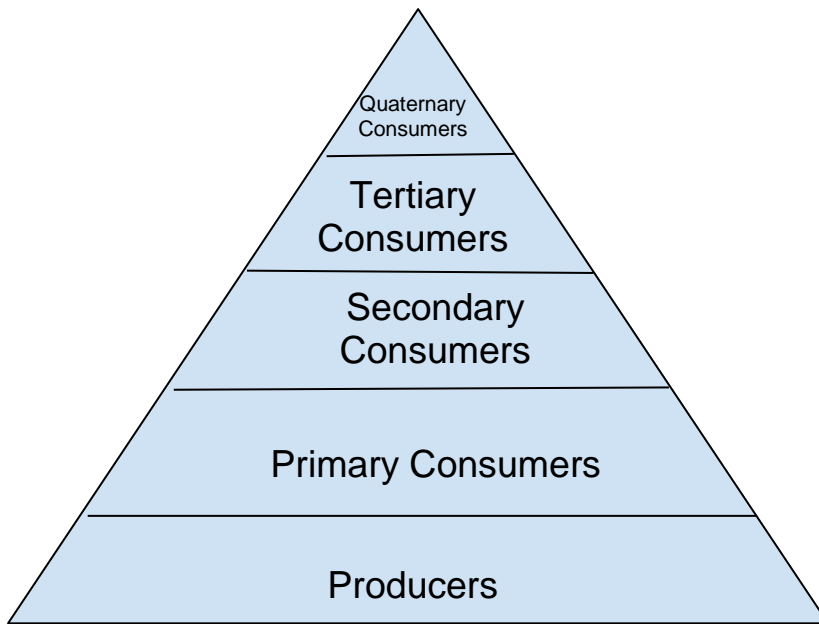 Quaternary
Consumers
Tertiary
Consumers
Secondary
Consumers
Primary Consumers
Producers